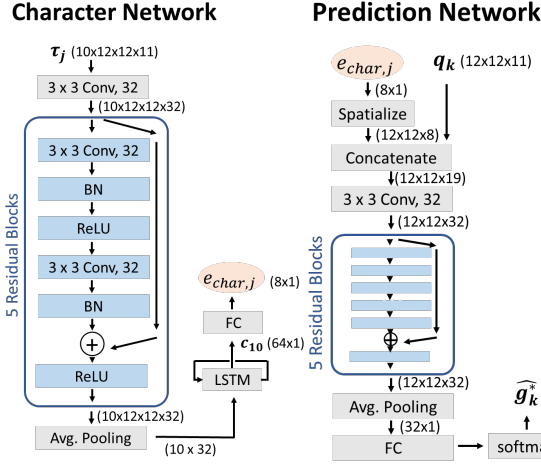 Character Network
τj (10x12x12x11)
3 x 3 Conv, 32
(10x12x12x32)
5 Residual Blocks
3 x 3 Conv, 32
BN
ReLU
3 x 3 Conv, 32
BN
+
ReLU
(10x12x12x32)
Avg. Pooling
(10 x 32)
LSTM
c10 (64x1)
FC
echar,j (8x1)
Prediction Network
echar,j
qk (12x12x11)
(8x1)
Spatialize
(12x12x8)
Concatenate
(12x12x19)
3 x 3 Conv, 32
(12x12x32)
5 Residual Blocks
+
(12x12x32)
Avg. Pooling
(32x1)
FC
softma
ĝ*k